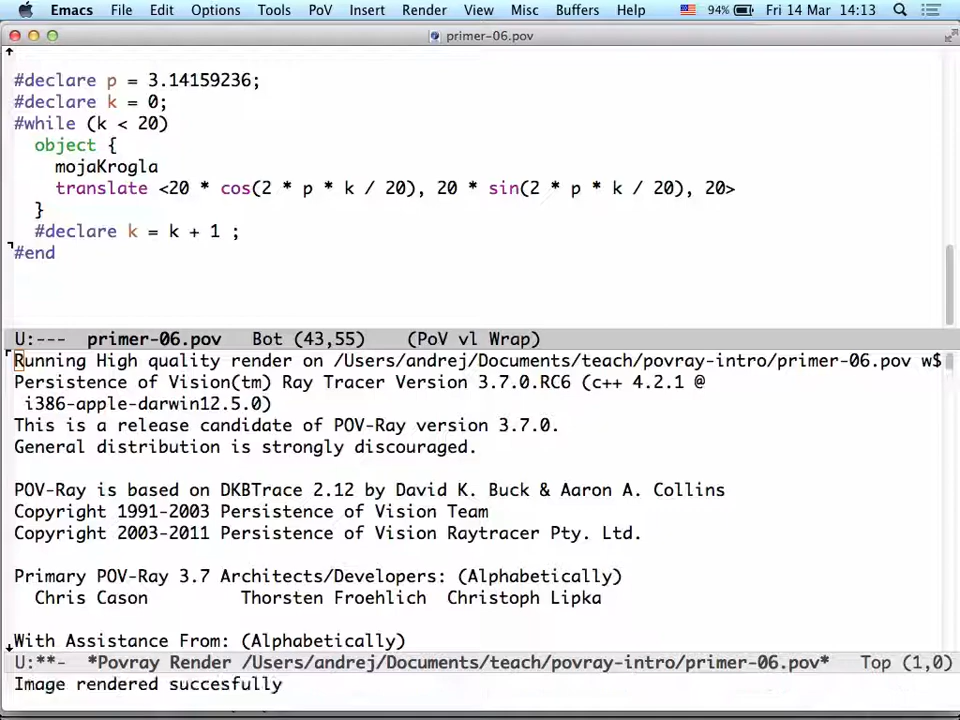 Emacs File Edit Options Tools PoV Insert Render View Misc Buffers Help 94% Fri 14 Mar 14:13
primer-06.pov
#declare p = 3.14159236;
#declare k = 0;
#while (k < 20)
object {
mojaKrogla
translate <20 * cos(2 * p * k / 20), 20 * sin(2 * p * k / 20), 20>
}
#declare k = k + 1 ;
#end
U:--- primer-06.pov Bot (43,55) (PoV vl Wrap)
Running High quality render on /Users/andrej/Documents/teach/povray-intro/primer-06.pov w$
Persistence of Vision(tm) Ray Tracer Version 3.7.0.RC6 (c++ 4.2.1 @
i386-apple-darwin12.5.0)
This is a release candidate of POV-Ray version 3.7.0.
General distribution is strongly discouraged.
POV-Ray is based on DKBTrace 2.12 by David K. Buck & Aaron A. Collins
Copyright 1991-2003 Persistence of Vision Team
Copyright 2003-2011 Persistence of Vision Raytracer Pty. Ltd.
Primary POV-Ray 3.7 Architects/Developers: (Alphabetically)
Chris Cason Thorsten Froehlich Christoph Lipka
With Assistance From: (Alphabetically)
U:**- *Povray Render /Users/andrej/Documents/teach/povray-intro/primer-06.pov* Top (1,0)
Image rendered succesfully